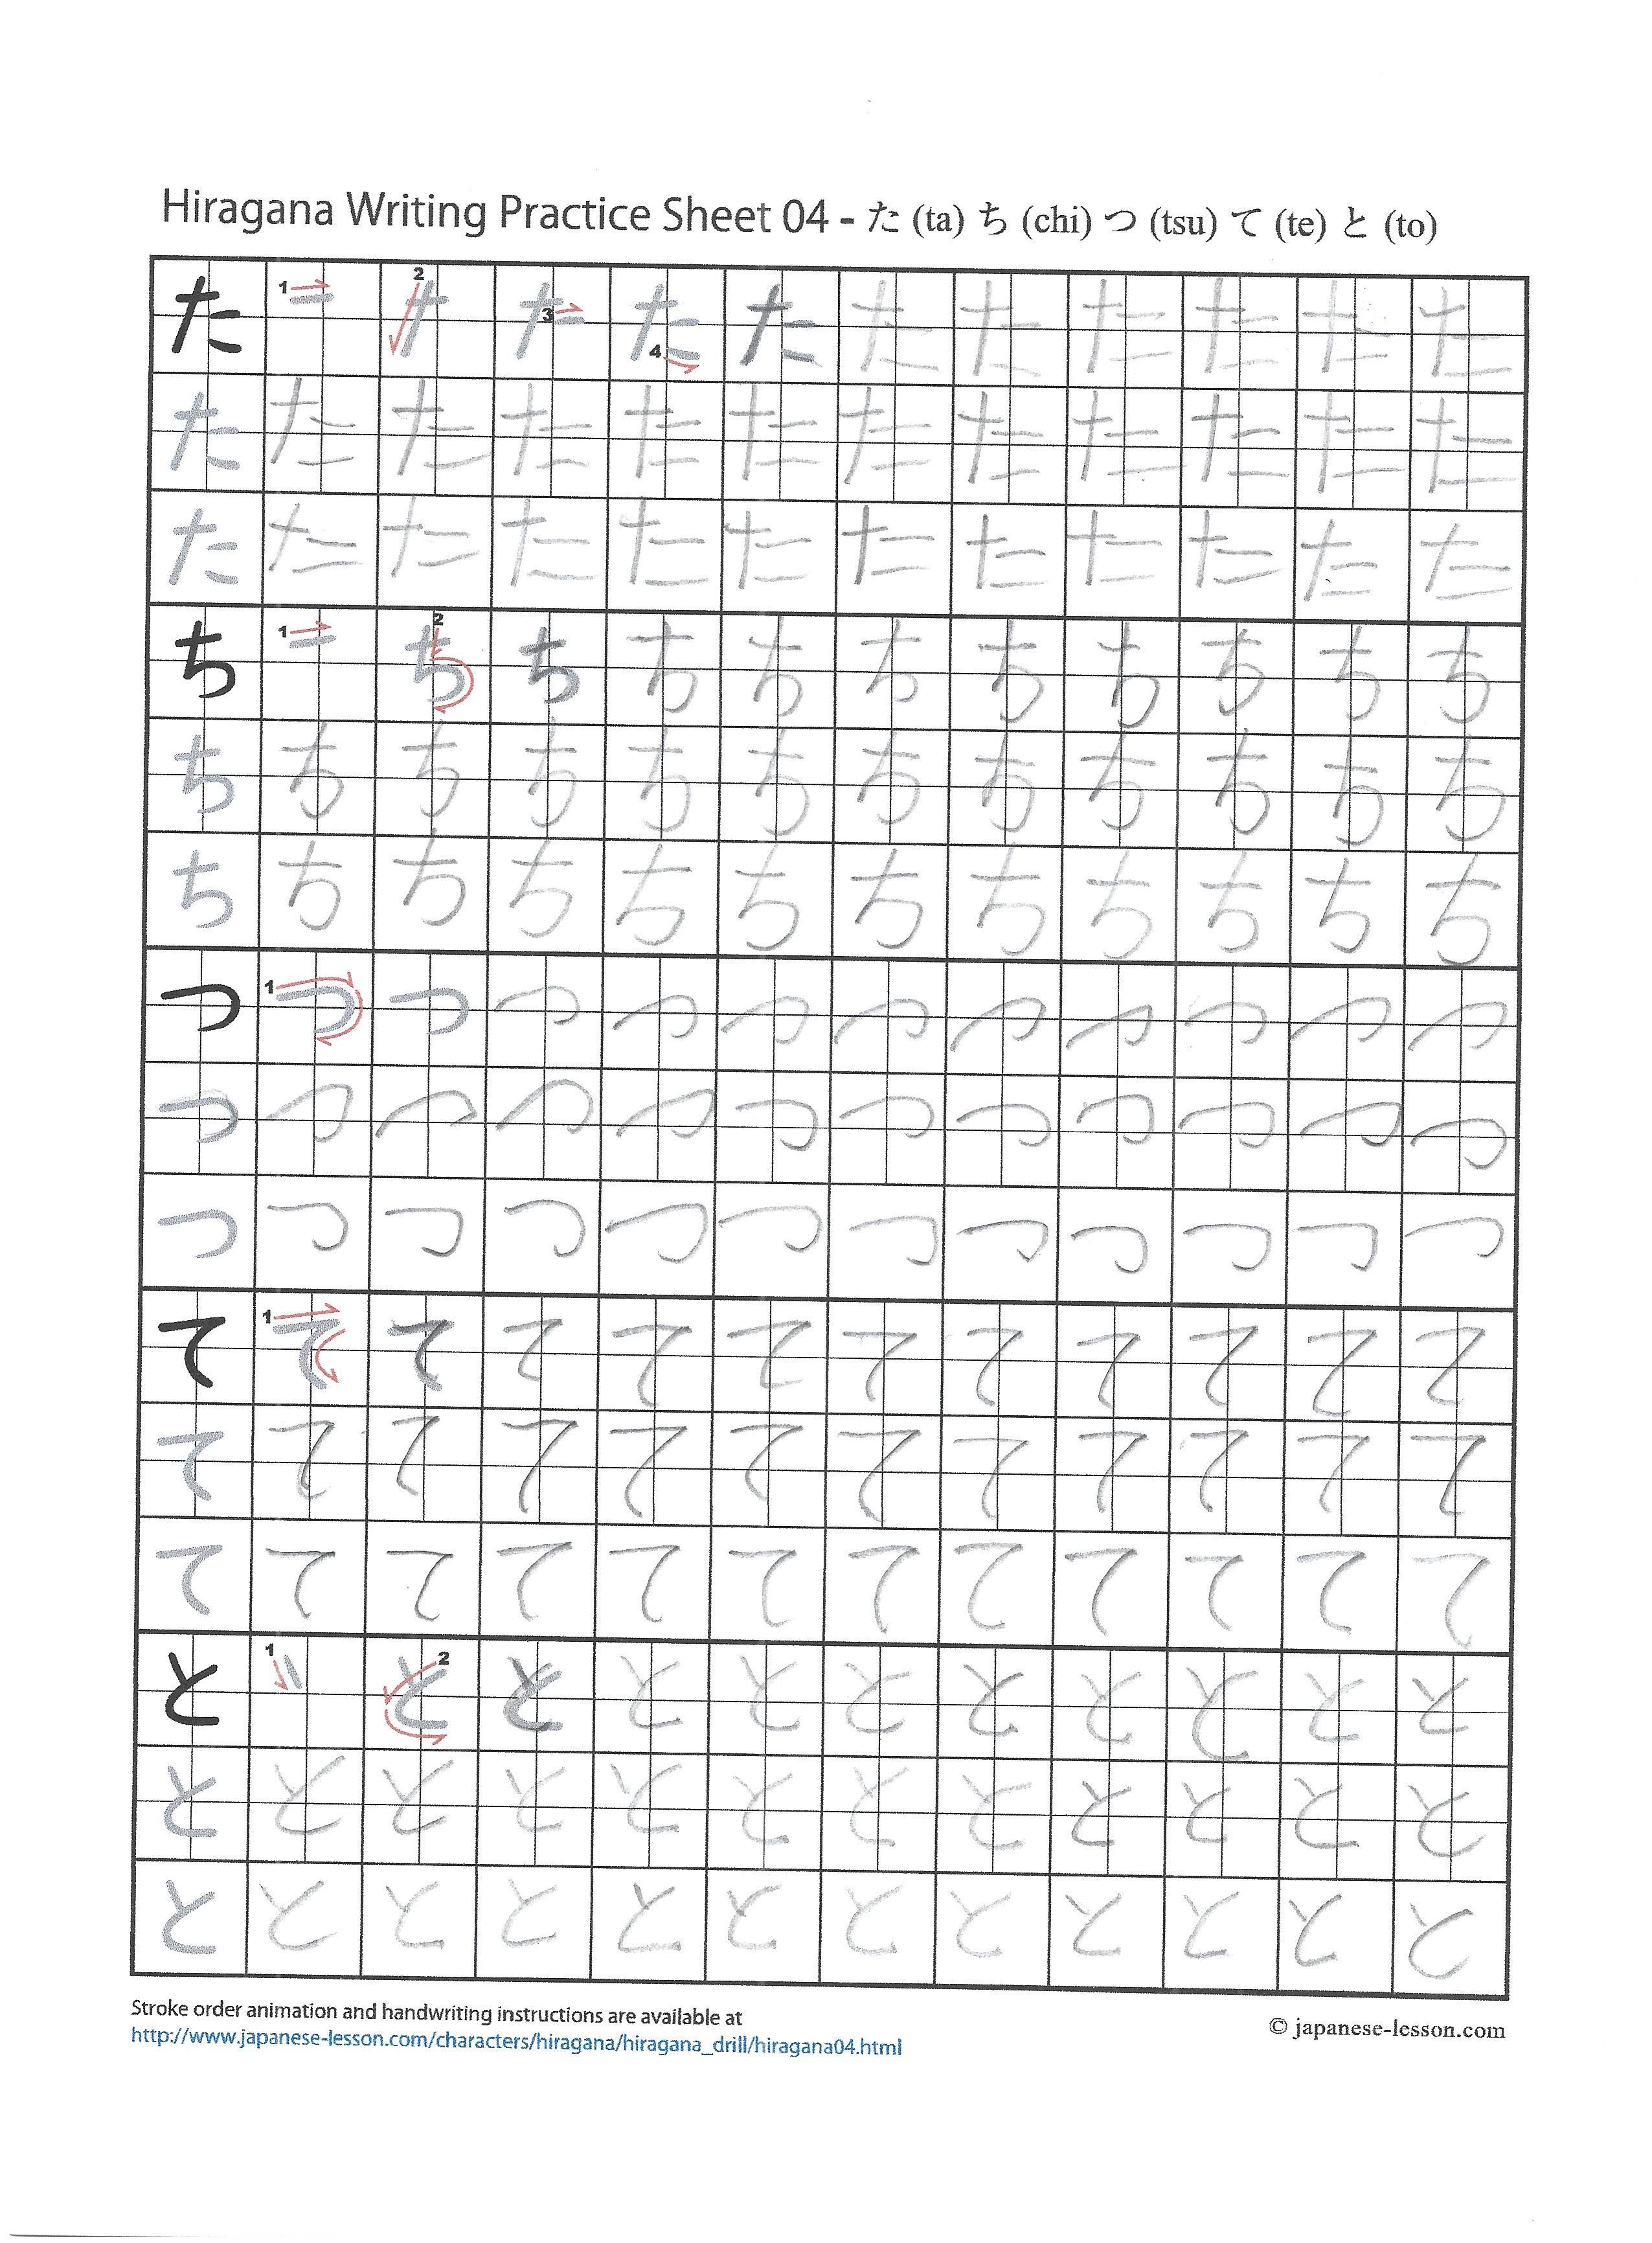 Hiragana Writing Practice Sheet 04 - た (ta) ち (chi) つ (tsu) て (te) と (to)
た 1 2 3 4 た た た た た た た た
た た た た た た た た た た た た
た た た た た た た た た た た た
ち 1 2 ち ち ち ち ち ち ち ち ち ち
ち ち ち ち ち ち ち ち ち ち ち ち
ち ち ち ち ち ち ち ち ち ち ち ち
つ 1 つ つ つ つ つ つ つ つ つ つ つ
つ つ つ つ つ つ つ つ つ つ つ つ
つ つ つ つ つ つ つ つ つ つ つ つ
て 1 て て て て て て て て て て て
て て て て て て て て て て て て
て て て て て て て て て て て て
と 1 2 と と と と と と と と と と
と と と と と と と と と と と と
と と と と と と と と と と と と
Stroke order animation and handwriting instructions are available at
http://www.japanese-lesson.com/characters/hiragana/hiragana_drill/hiragana04.html
© japanese-lesson.com